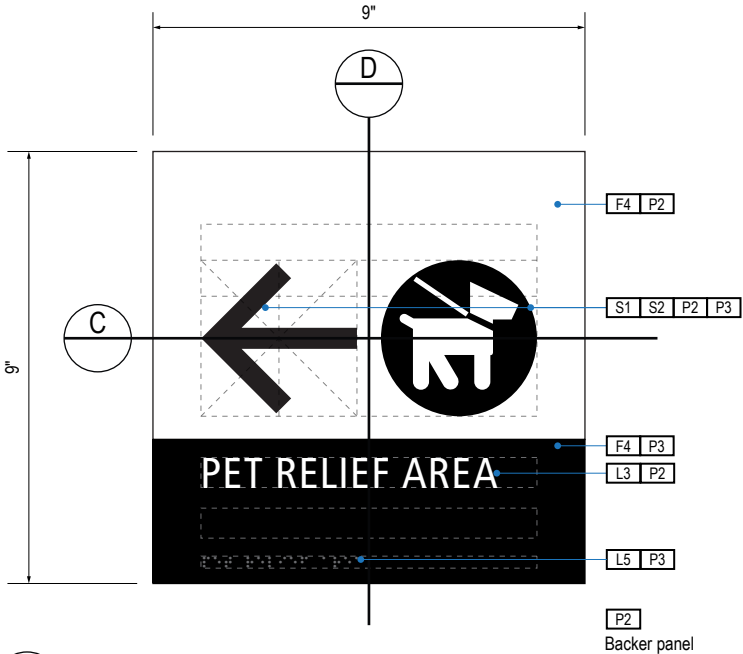 9"
D
F4 P2
S1 S2 P2 P3
C
9"
F4 P3
PET RELIEF AREA
L3 P2
L5 P3
P2
Backer panel